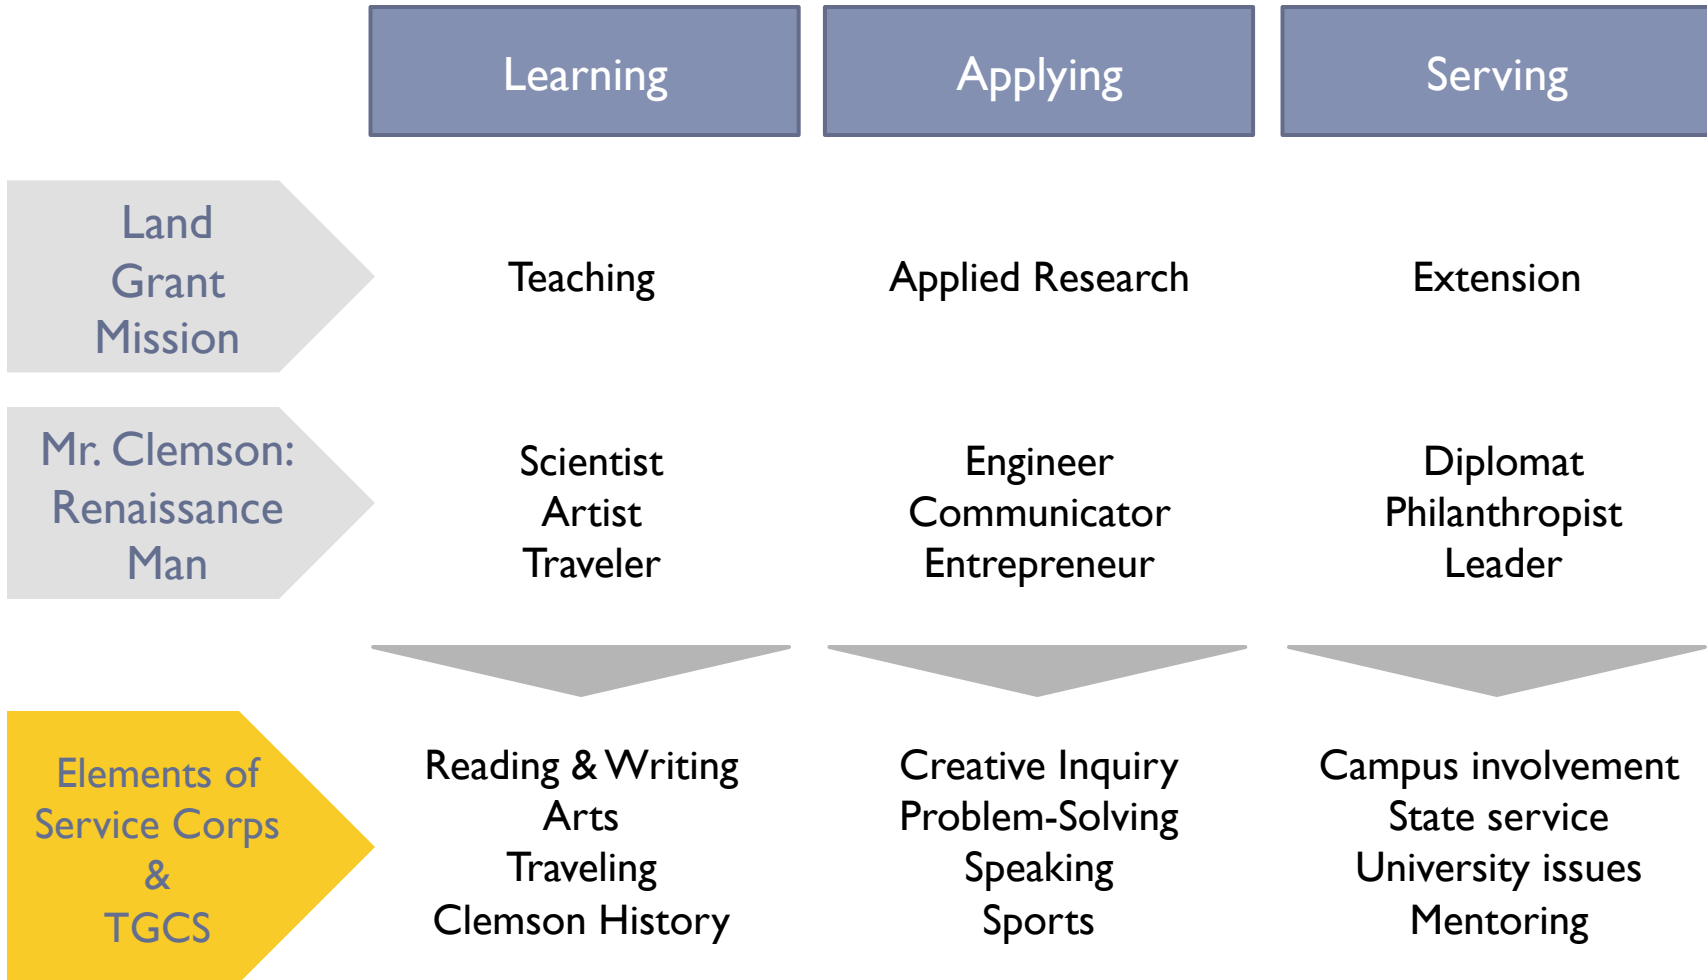 Learning
Applying
Serving
Land
Grant
Mission
Teaching
Applied Research
Extension
Mr. Clemson:
Renaissance
Man
Scientist
Artist
Traveler
Engineer
Communicator
Entrepreneur
Diplomat
Philanthropist
Leader
Elements of
Service Corps
&
TGCS
Reading & Writing
Arts
Traveling
Clemson History
Creative Inquiry
Problem-Solving
Speaking
Sports
Campus involvement
State service
University issues
Mentoring